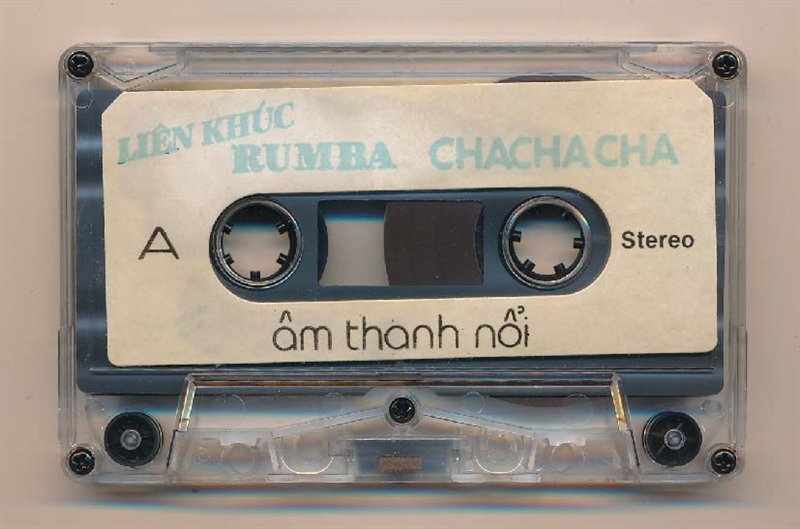 LIÊN KHÚC
RUMBA CHACHACHA
A
Stereo
âm thanh nổi